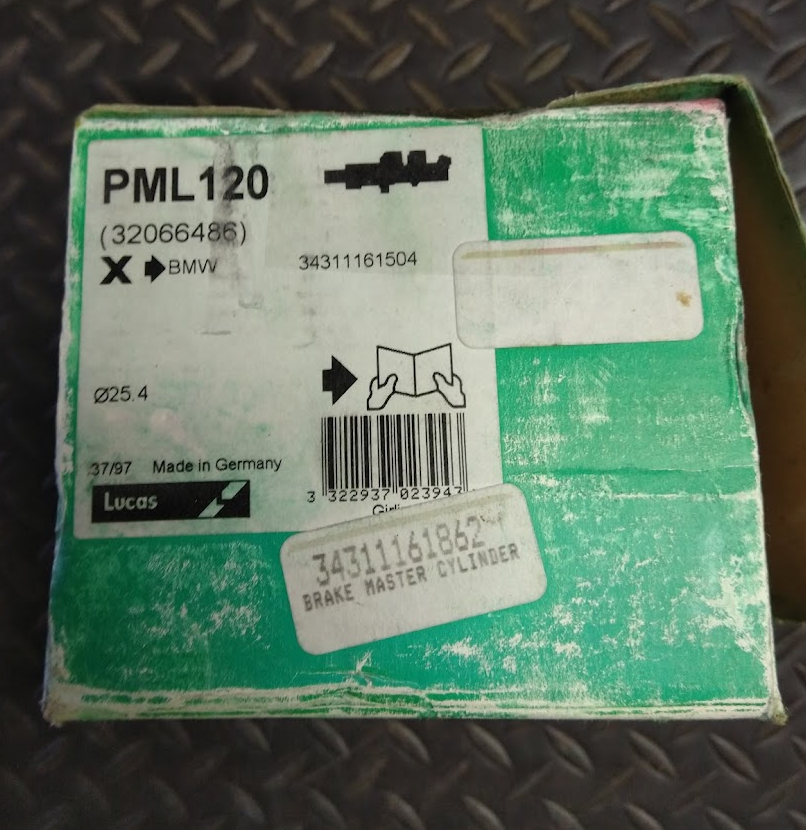 PML120
(32066486)
X BMW 34311161504
Ø25.4
37/97 Made in Germany
Lucas
3 322937 023943
34311161862
BRAKE MASTER CYLINDER